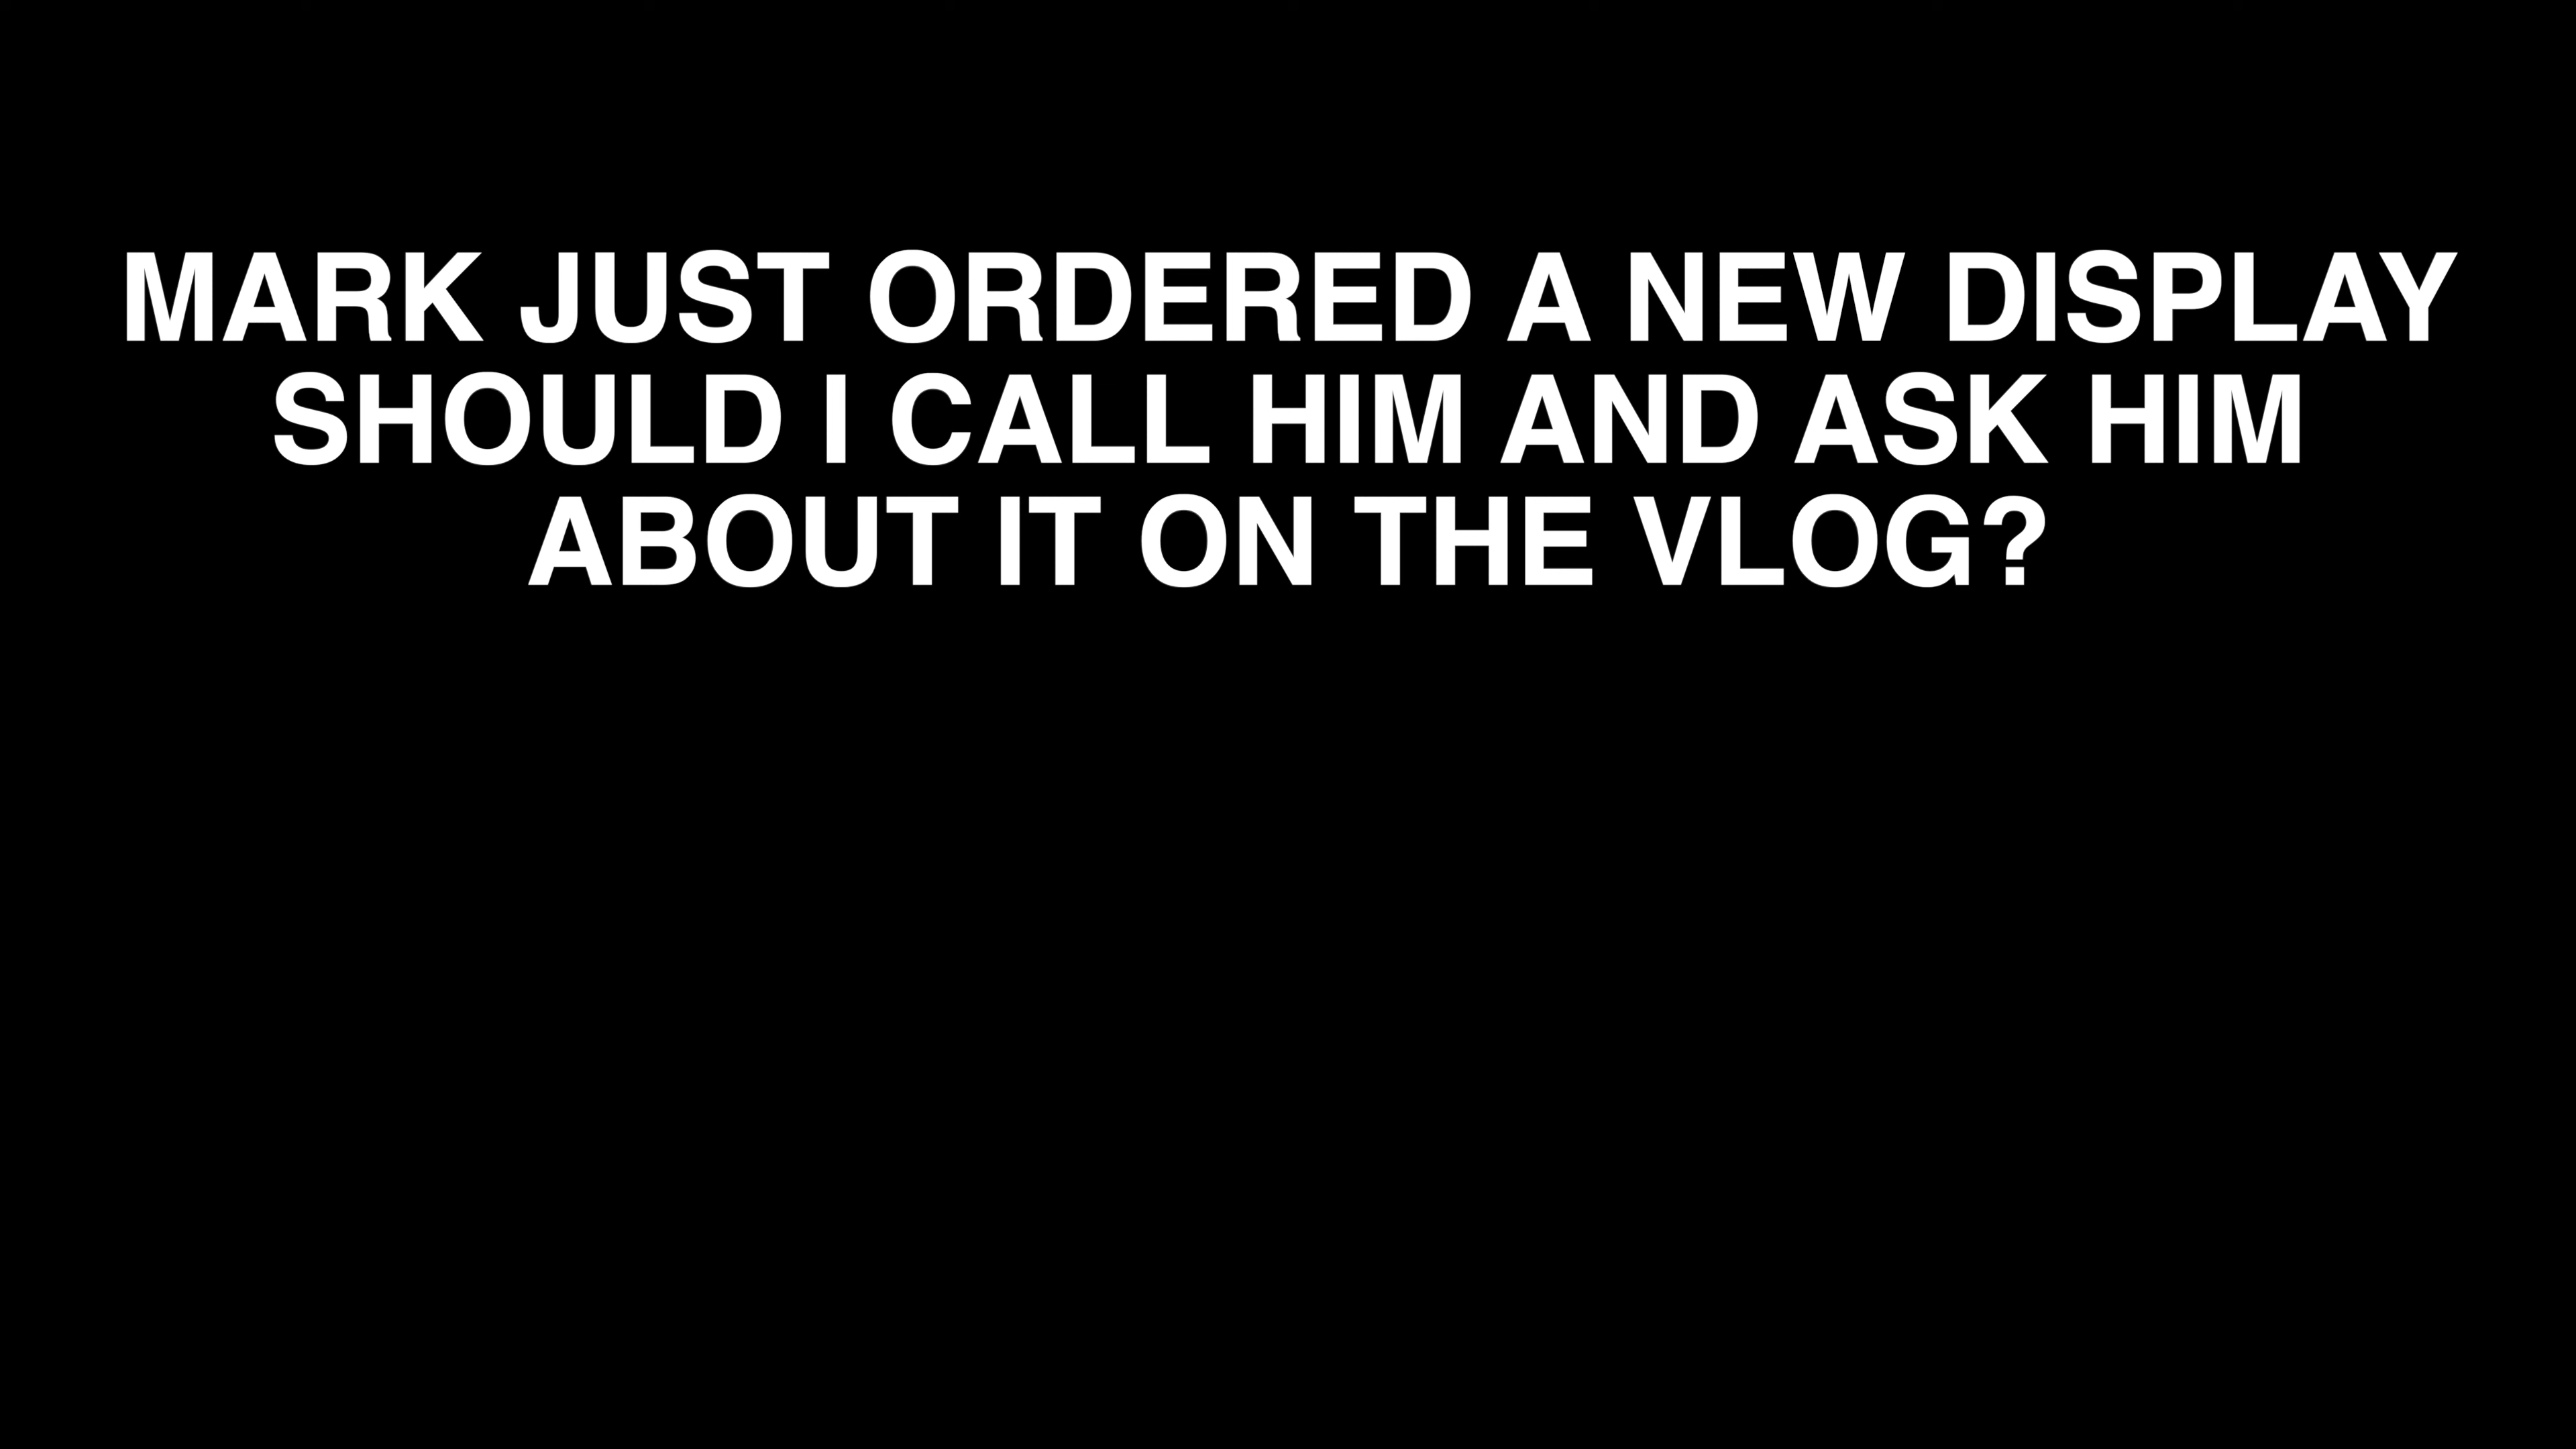 MARK JUST ORDERED A NEW DISPLAY
SHOULD I CALL HIM AND ASK HIM
ABOUT IT ON THE VLOG?